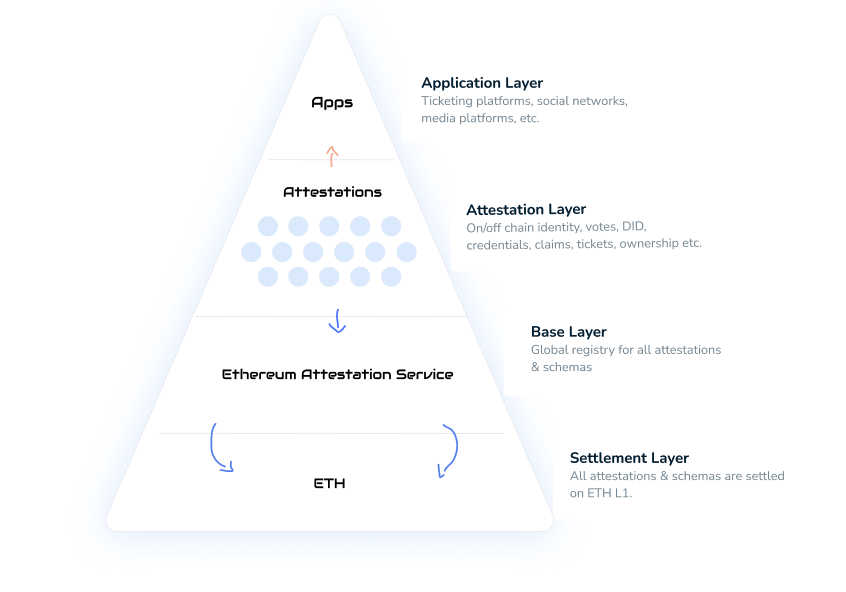 Apps
Application Layer
Ticketing platforms, social networks,
media platforms, etc.
Attestations
Attestation Layer
On/off chain identity, votes, DID,
credentials, claims, tickets, ownership etc.
Ethereum Attestation Service
Base Layer
Global registry for all attestations
& schemas
ETH
Settlement Layer
All attestations & schemas are settled
on ETH L1.